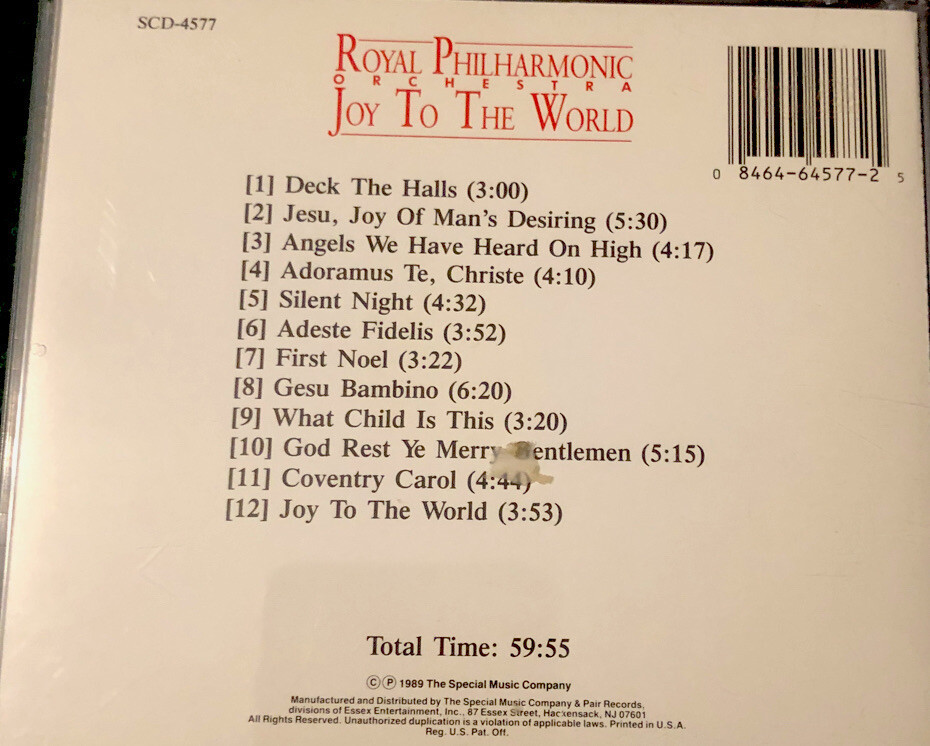 SCD-4577
ROYAL PHILHARMONIC
ORCHESTRA
JOY TO THE WORLD
0 8464-64577-2 5
[1] Deck The Halls (3:00)
[2] Jesu, Joy Of Man's Desiring (5:30)
[3] Angels We Have Heard On High (4:17)
[4] Adoramus Te, Christe (4:10)
[5] Silent Night (4:32)
[6] Adeste Fidelis (3:52)
[7] First Noel (3:22)
[8] Gesu Bambino (6:20)
[9] What Child Is This (3:20)
[10] God Rest Ye Merry Gentlemen (5:15)
[11] Coventry Carol (4:44)
[12] Joy To The World (3:53)
Total Time: 59:55
©℗ 1989 The Special Music Company
Manufactured and Distributed by The Special Music Company & Pair Records,
divisions of Essex Entertainment, Inc., 87 Essex Street, Hackensack, NJ 07601
All Rights Reserved. Unauthorized duplication is a violation of applicable laws. Printed in U.S.A.
Reg. U.S. Pat. Off.